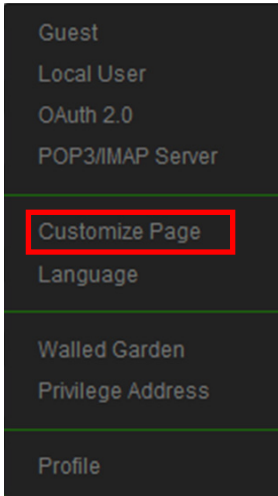 Guest
Local User
OAuth 2.0
POP3/IMAP Server
Customize Page
Language
Walled Garden
Privilege Address
Profile